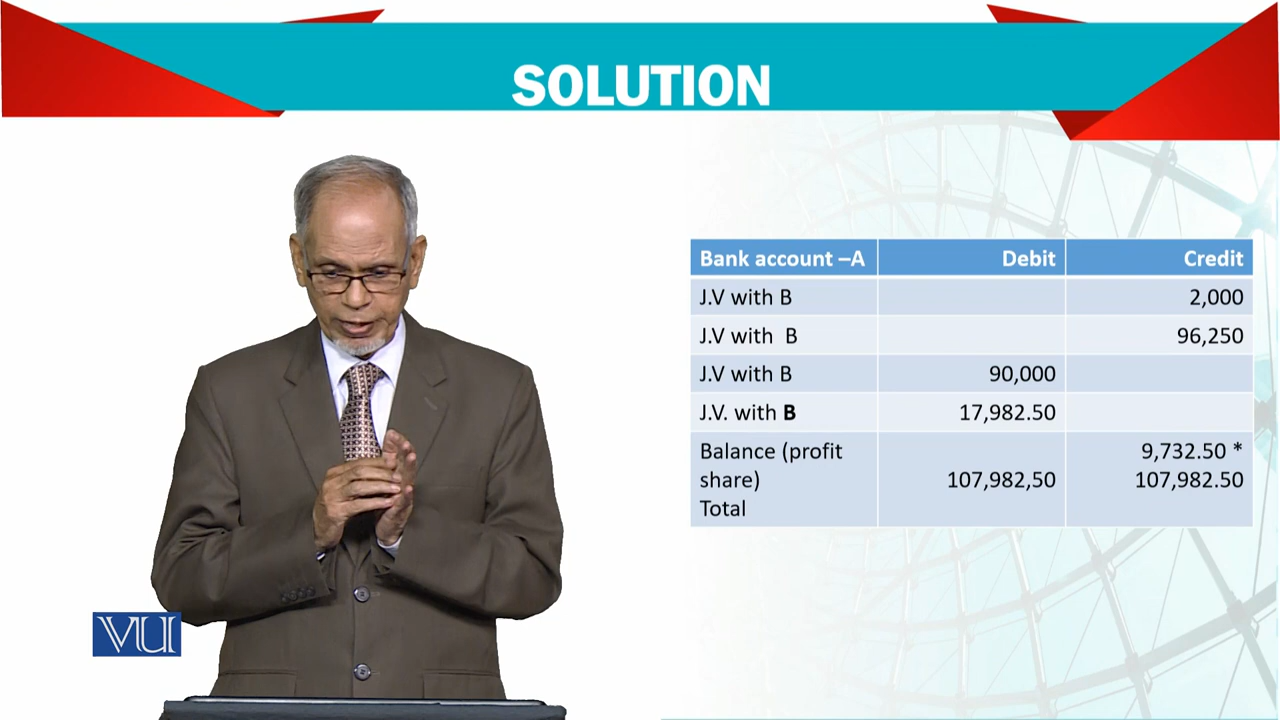 SOLUTION
Bank account –A Debit Credit
J.V with B 2,000
J.V with B 96,250
J.V with B 90,000
J.V. with B 17,982.50
Balance (profit 9,732.50 *
share) 107,982,50 107,982.50
Total
VU